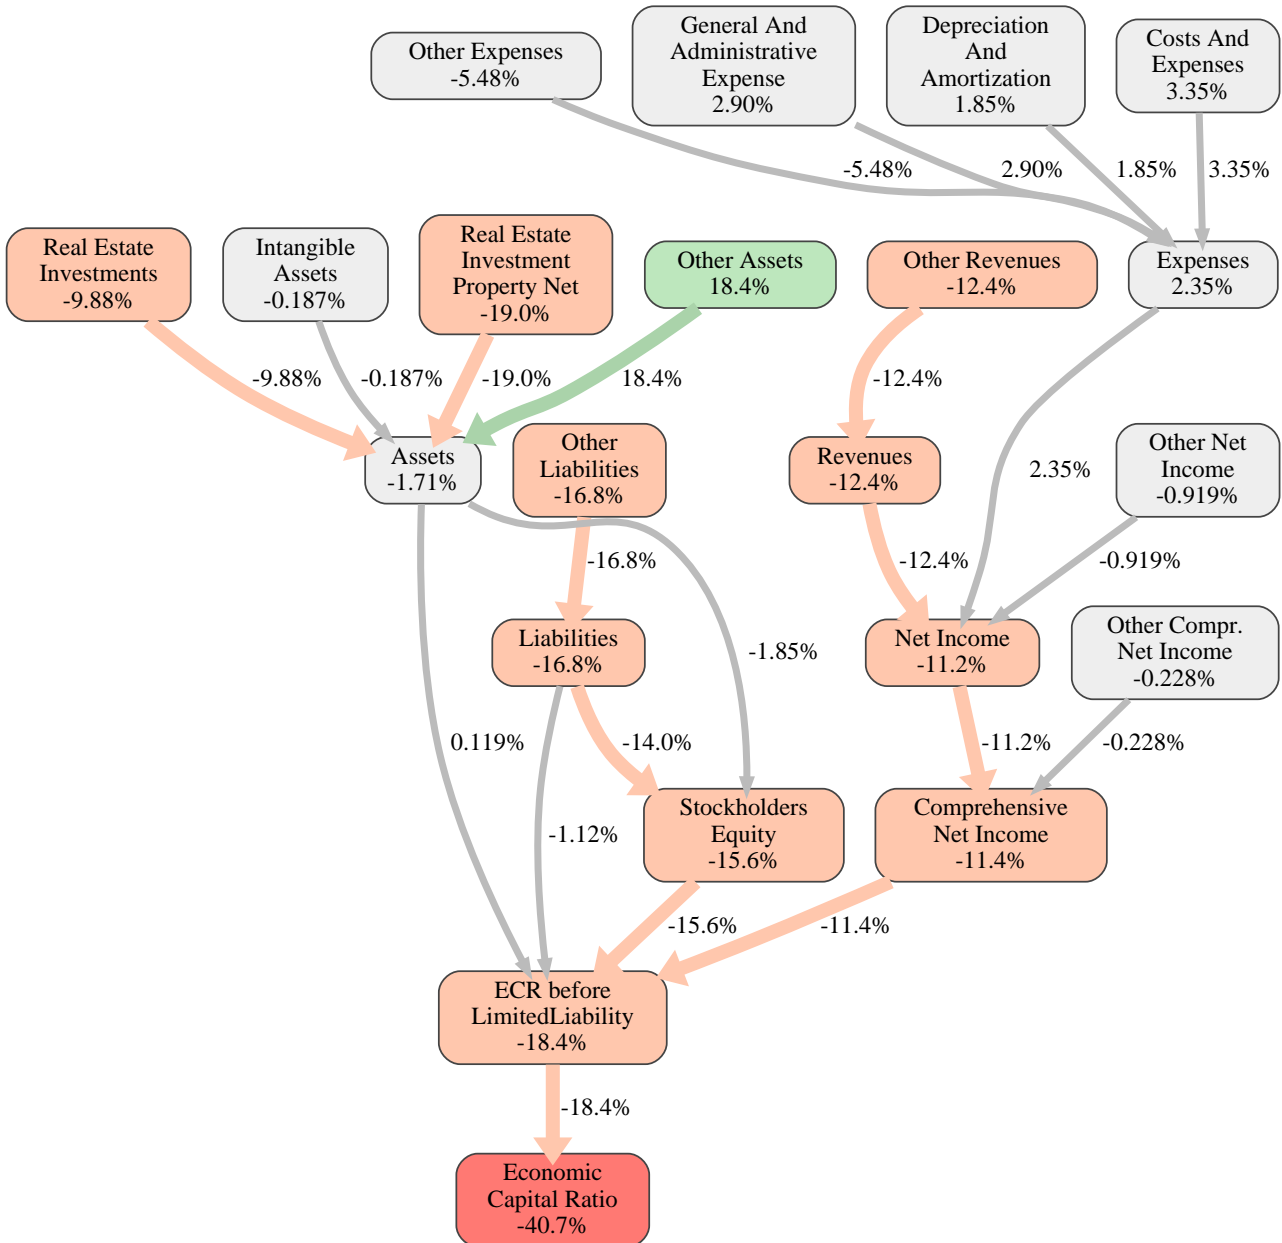 Other Expenses
-5.48%
General And
Administrative
Expense
2.90%
Depreciation
And
Amortization
1.85%
Costs And
Expenses
3.35%
-5.48%
2.90%
1.85%
3.35%
Real Estate
Investments
-9.88%
Intangible
Assets
-0.187%
Real Estate
Investment
Property Net
-19.0%
Other Assets
18.4%
Other Revenues
-12.4%
Expenses
2.35%
-9.88%
-0.187%
-19.0%
18.4%
-12.4%
Assets
-1.71%
Other
Liabilities
-16.8%
Revenues
-12.4%
2.35%
Other Net
Income
-0.919%
-16.8%
-12.4%
-0.919%
Liabilities
-16.8%
-1.85%
Net Income
-11.2%
Other Compr.
Net Income
-0.228%
0.119%
-14.0%
-11.2%
-0.228%
-1.12%
Stockholders
Equity
-15.6%
Comprehensive
Net Income
-11.4%
-15.6%
-11.4%
ECR before
LimitedLiability
-18.4%
-18.4%
Economic
Capital Ratio
-40.7%